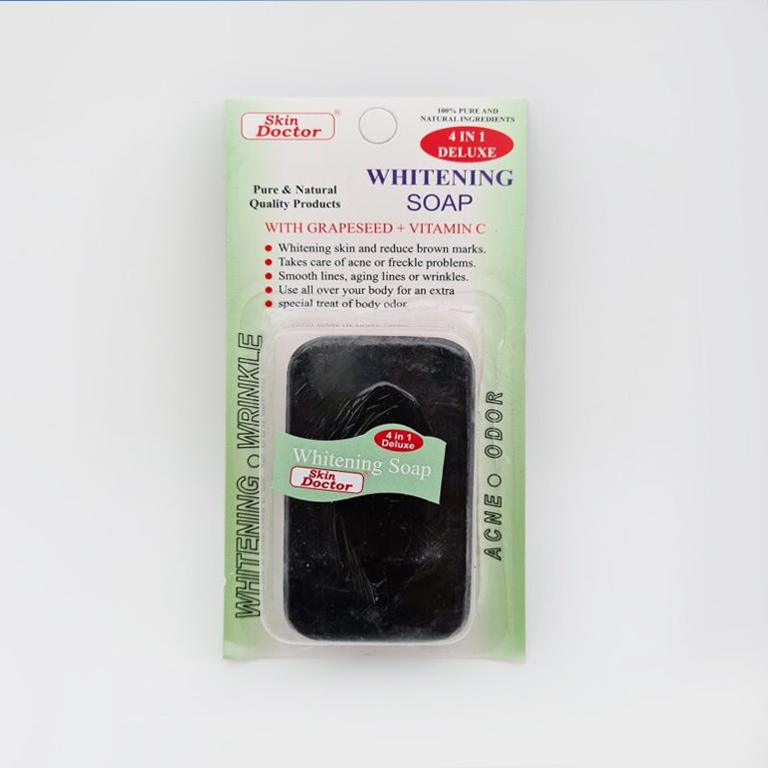 Skin
Doctor
®
100% PURE AND
NATURAL INGREDIENTS
4 IN 1
DELUXE
WHITENING
SOAP
Pure & Natural
Quality Products
WITH GRAPESEED + VITAMIN C
Whitening skin and reduce brown marks.
Takes care of acne or freckle problems.
Smooth lines, aging lines or wrinkles.
Use all over your body for an extra
special treat of body odor
WHITENING ○ WRINKLE
ACNE ○ ODOR
4 in 1
Deluxe
Whitening Soap
Skin
Doctor